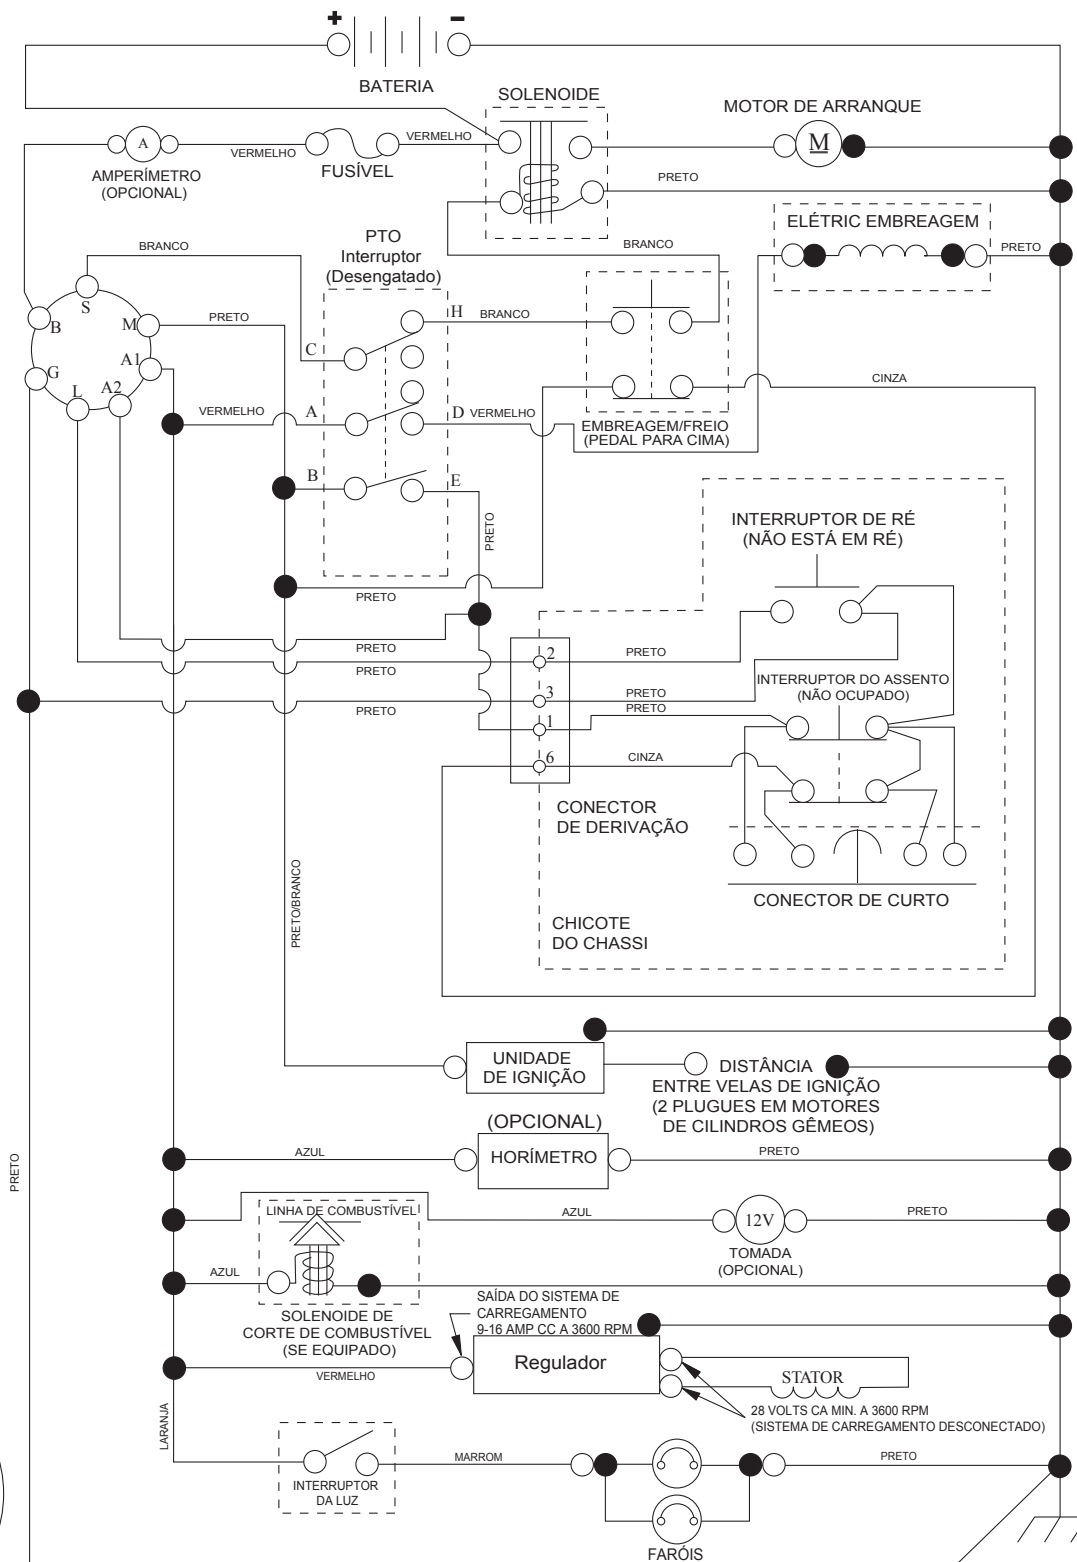 +
-
BATERIA
SOLENOIDE
MOTOR DE ARRANQUE
A
VERMELHO
FUSÍVEL
VERMELHO
M
AMPERÍMETRO
(OPCIONAL)
PRETO
ELÉTRIC EMBREAGEM
PRETO
BRANCO
PTO
Interruptor
(Desengatado)
BRANCO
S
B
M
PRETO
H
BRANCO
G
A1
C
L
A2
VERMELHO
A
D
VERMELHO
CINZA
EMBREAGEM/FREIO
(PEDAL PARA CIMA)
B
E
PRETO
INTERRUPTOR DE RÉ
(NÃO ESTÁ EM RÉ)
PRETO
PRETO
PRETO
2
PRETO
INTERRUPTOR DO ASSENTO
(NÃO OCUPADO)
PRETO
3
PRETO
PRETO
1
6
CINZA
CONECTOR
DE DERIVAÇÃO
CONECTOR DE CURTO
CHICOTE
DO CHASSI
PRETO/BRANCO
UNIDADE
DE IGNIÇÃO
DISTÂNCIA
ENTRE VELAS DE IGNIÇÃO
(2 PLUGUES EM MOTORES
DE CILINDROS GÊMEOS)
(OPCIONAL)
HORÍMETRO
AZUL
PRETO
PRETO
LINHA DE COMBUSTÍVEL
AZUL
12V
PRETO
TOMADA
(OPCIONAL)
AZUL
SOLENOIDE DE
CORTE DE COMBUSTÍVEL
(SE EQUIPADO)
SAÍDA DO SISTEMA DE
CARREGAMENTO
9-16 AMP CC A 3600 RPM
VERMELHO
Regulador
STATOR
28 VOLTS CA MIN. A 3600 RPM
(SISTEMA DE CARREGAMENTO DESCONECTADO)
LARANJA
INTERRUPTOR
DA LUZ
MARROM
PRETO
FARÓIS